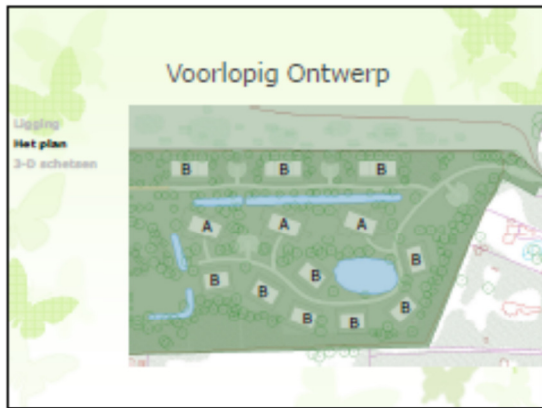 Voorlopig Ontwerp
Ligging
Het plan
3-D schetsen
B B B
A A A
B
B B
B
B B B